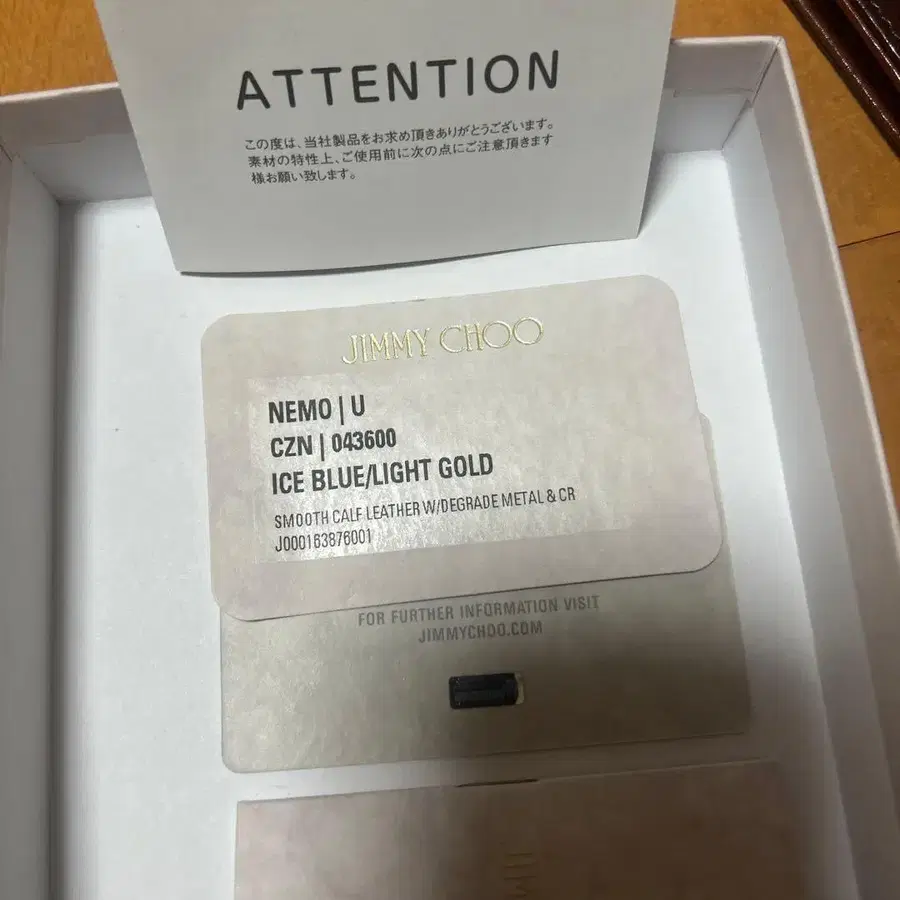 ATTENTION
この度は、当社製品をお求め頂きありがとうございます。
素材の特性上、ご使用前に次の点にご注意頂きます
様お願い致します。
JIMMY CHOO
NEMO | U
CZN | 043600
ICE BLUE/LIGHT GOLD
SMOOTH CALF LEATHER W/DEGRADE METAL & CR
J000163876001
FOR FURTHER INFORMATION VISIT
JIMMYCHOO.COM